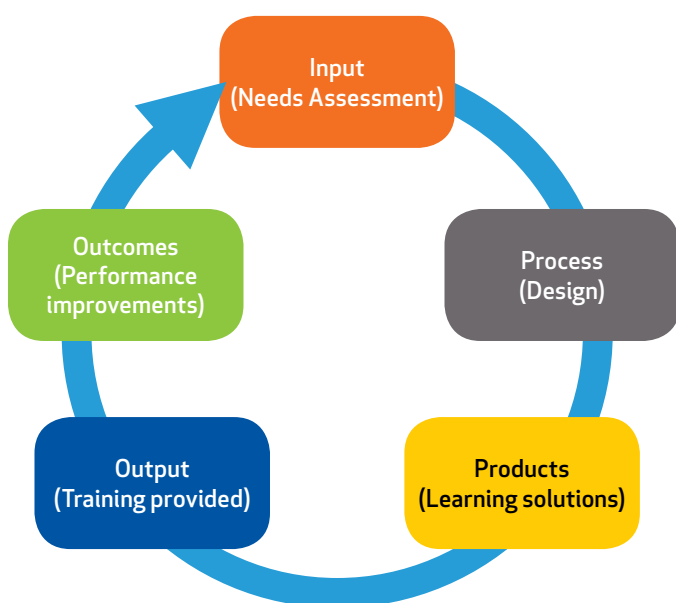 Input
(Needs Assessment)
Process
(Design)
Products
(Learning solutions)
Output
(Training provided)
Outcomes
(Performance
improvements)